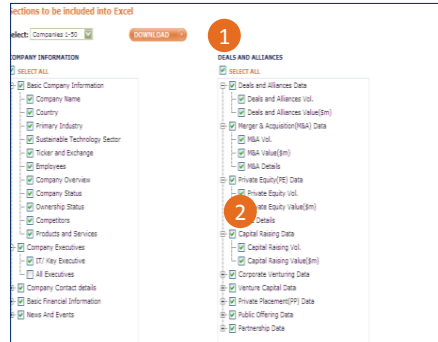 Sections to be included into Excel
Select: Companies 1-50
DOWNLOAD
1
COMPANY INFORMATION
SELECT ALL
Basic Company Information
Company Name
Country
Primary Industry
Sustainable Technology Sector
Ticker and Exchange
Employees
Company Overview
Company Status
Ownership Status
Competitors
Products and Services
Company Executives
IT/ Key Executive
All Executives
Company Contact details
Basic Financial Information
News And Events
DEALS AND ALLIANCES
SELECT ALL
Deals and Alliances Data
Deals and Alliances Vol.
Deals and Alliances Value($m)
Merger & Acquisition(M&A) Data
M&A Vol.
M&A Value($m)
M&A Details
Private Equity(PE) Data
Private Equity Vol.
2
Equity Value($m)
Details
Capital Raising Data
Capital Raising Vol.
Capital Raising Value($m)
Corporate Venturing Data
Venture Capital Data
Private Placement(PP) Data
Public Offering Data
Partnership Data